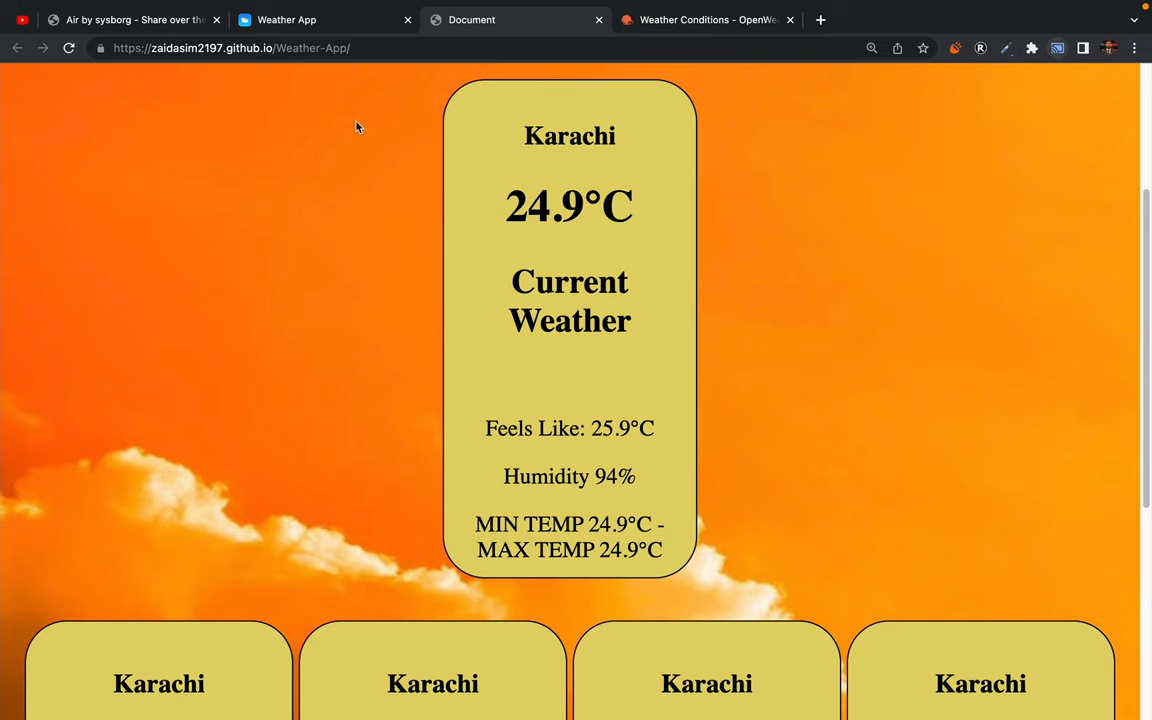 Air by sysborg - Share over the
Weather App
Document
Weather Conditions - OpenWe
https://zaidasim2197.github.io/Weather-App/
R
Karachi
24.9°C
Current
Weather
Feels Like: 25.9°C
Humidity 94%
MIN TEMP 24.9°C -
MAX TEMP 24.9°C
Karachi
Karachi
Karachi
Karachi